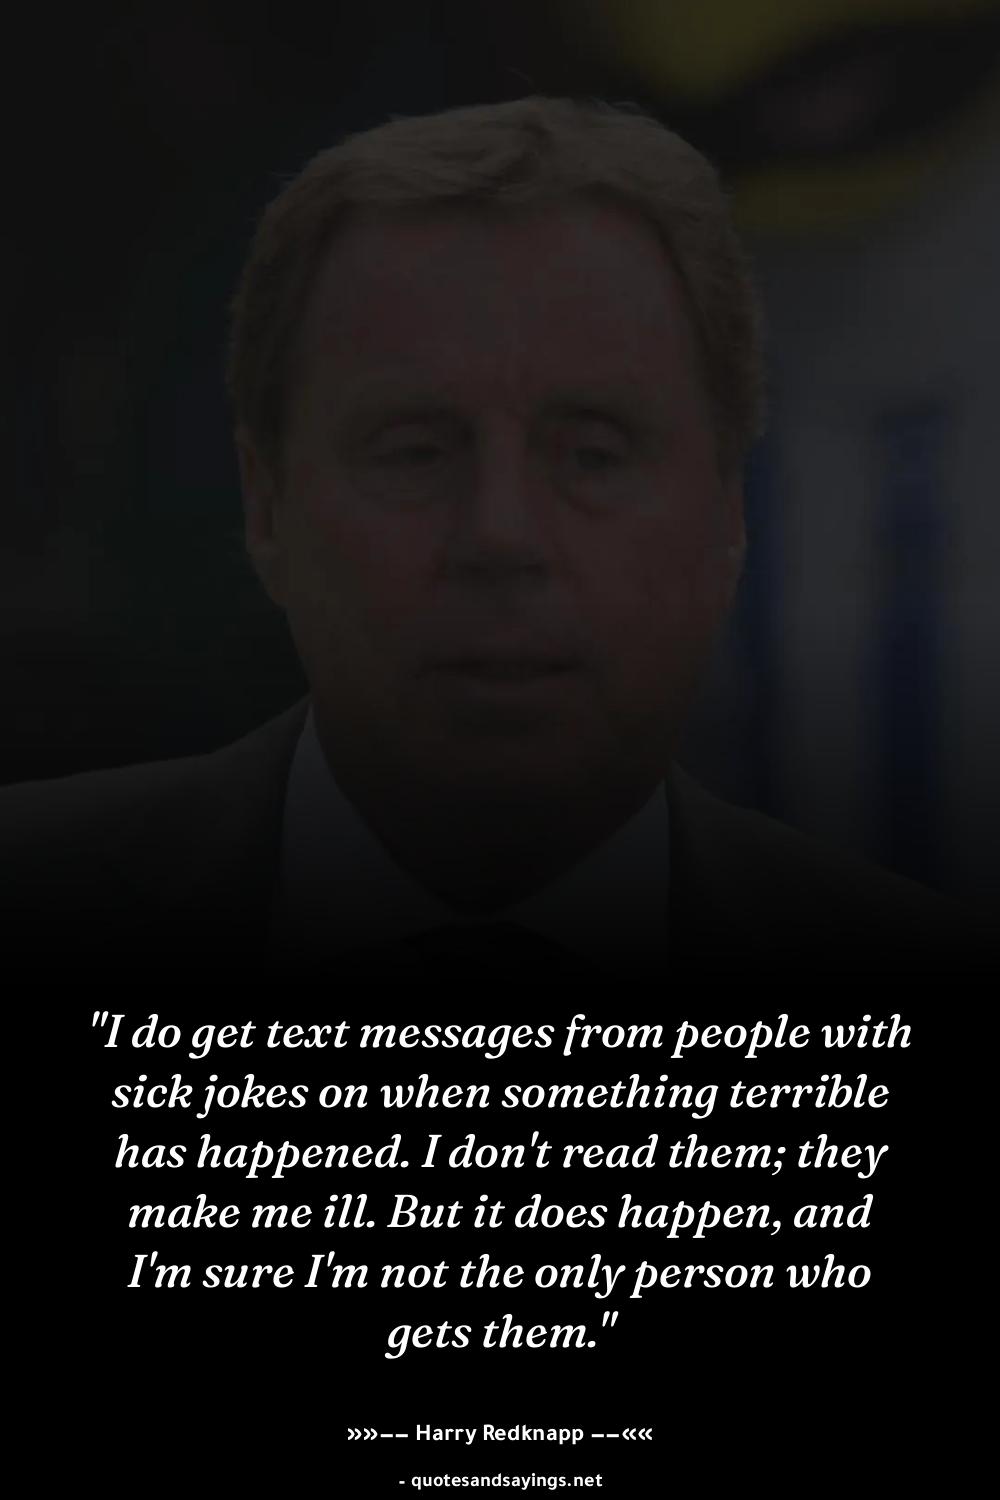 "I do get text messages from people with
sick jokes on when something terrible
has happened. I don't read them; they
make me ill. But it does happen, and
I'm sure I'm not the only person who
gets them."
»»−− Harry Redknapp −−««
- quotesandsayings.net